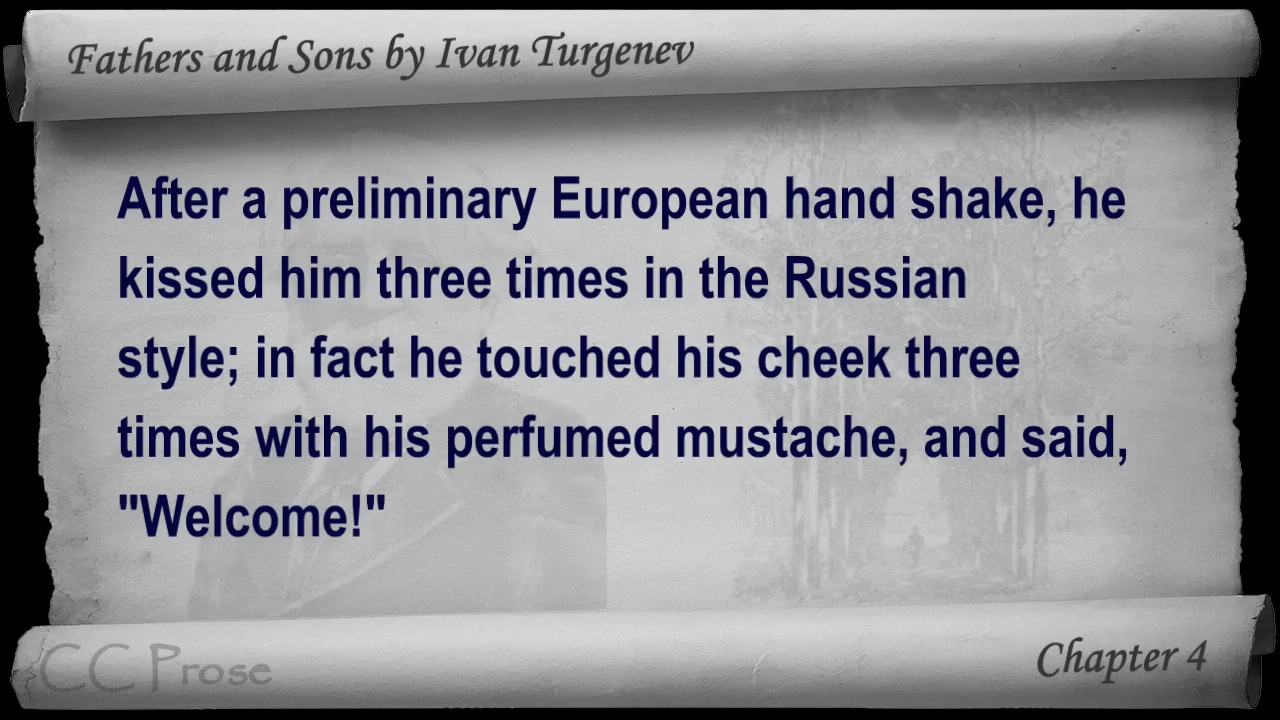 Fathers and Sons by Ivan Turgenev
After a preliminary European hand shake, he
kissed him three times in the Russian
style; in fact he touched his cheek three
times with his perfumed mustache, and said,
"Welcome!"
CC Prose
Chapter 4